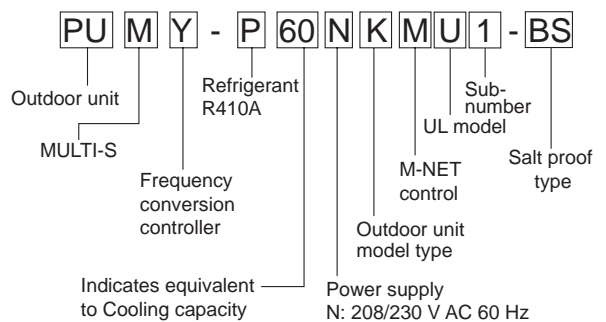 PU M Y - P 60 N K M U 1 - BS
Outdoor unit
MULTI-S
Frequency
conversion
controller
Refrigerant
R410A
Indicates equivalent
to Cooling capacity
Power supply
N: 208/230 V AC 60 Hz
Outdoor unit
model type
M-NET
control
UL model
Sub-
number
Salt proof
type